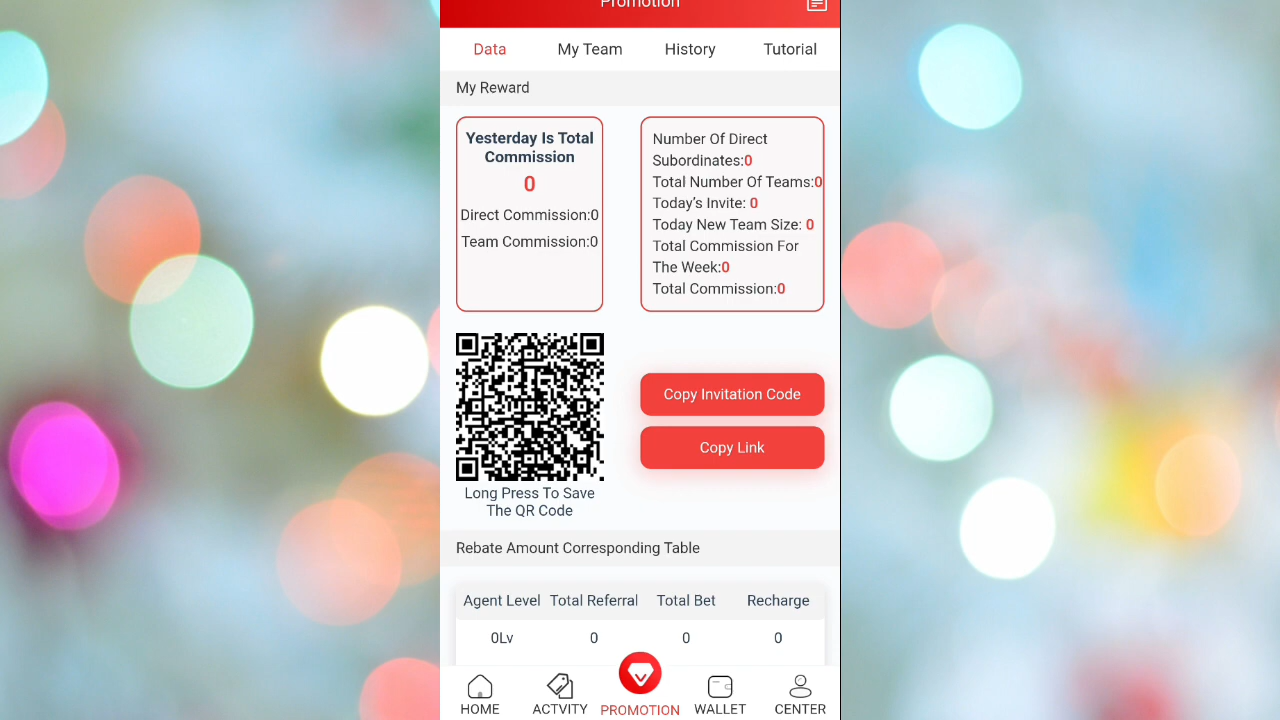 Promotion
Data My Team History Tutorial
My Reward
Yesterday Is Total
Commission
0
Direct Commission:0
Team Commission:0
Number Of Direct
Subordinates:0
Total Number Of Teams:0
Today's Invite: 0
Today New Team Size: 0
Total Commission For
The Week:0
Total Commission:0
Copy Invitation Code
Copy Link
Long Press To Save
The QR Code
Rebate Amount Corresponding Table
Agent Level Total Referral Total Bet Recharge
0Lv 0 0 0
HOME ACTVITY PROMOTION WALLET CENTER